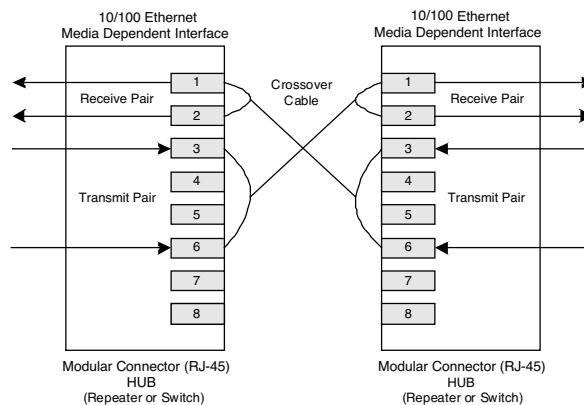 10/100 Ethernet
Media Dependent Interface
10/100 Ethernet
Media Dependent Interface
1
Receive Pair
2
3
4
Transmit Pair
5
6
7
8
Crossover
Cable
1
Receive Pair
2
3
4
Transmit Pair
5
6
7
8
Modular Connector (RJ-45)
HUB
(Repeater or Switch)
Modular Connector (RJ-45)
HUB
(Repeater or Switch)